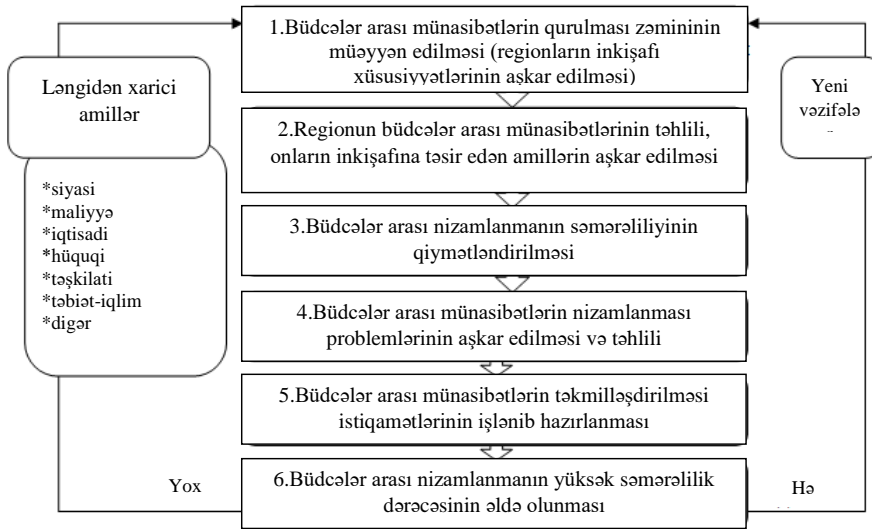 1.Büdcələr arası münasibətlərin qurulması zəmininin
müəyyən edilməsi (regionların inkişafı
xüsusiyyətlərinin aşkar edilməsi)
Ləngidən xarici
amillər
*siyasi
*maliyyə
*iqtisadi
*hüquqi
*təşkilati
*təbiət-iqlim
*digər
Yeni
vəzifələ
2.Regionun büdcələr arası münasibətlərinin təhlili,
onların inkişafına təsir edən amillərin aşkar edilməsi
3.Büdcələr arası nizamlanmanın səmərəliliyinin
qiymətləndirilməsi
4.Büdcələr arası münasibətlərin nizamlanması
problemlərinin aşkar edilməsi və təhlili
5.Büdcələr arası münasibətlərin təkmilləşdirilməsi
istiqamətlərinin işlənib hazırlanması
Yox
6.Büdcələr arası nizamlanmanın yüksək səmərəlilik
dərəcəsinin əldə olunması
Hə